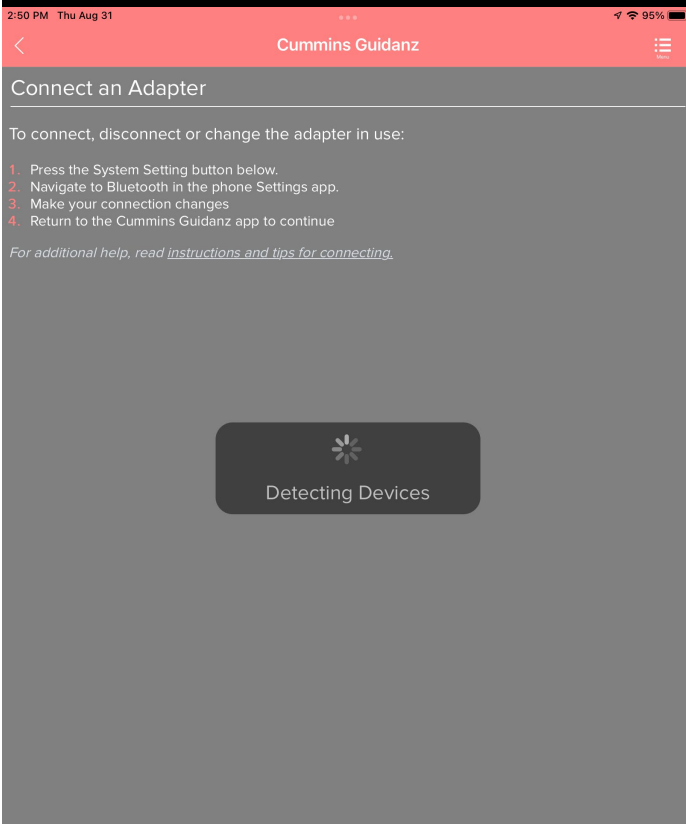 2:50 PM Thu Aug 31
95%
Cummins Guidanz
Menu
Connect an Adapter
To connect, disconnect or change the adapter in use:
1. Press the System Setting button below.
2. Navigate to Bluetooth in the phone Settings app.
3. Make your connection changes
4. Return to the Cummins Guidanz app to continue
For additional help, read instructions and tips for connecting.
Detecting Devices